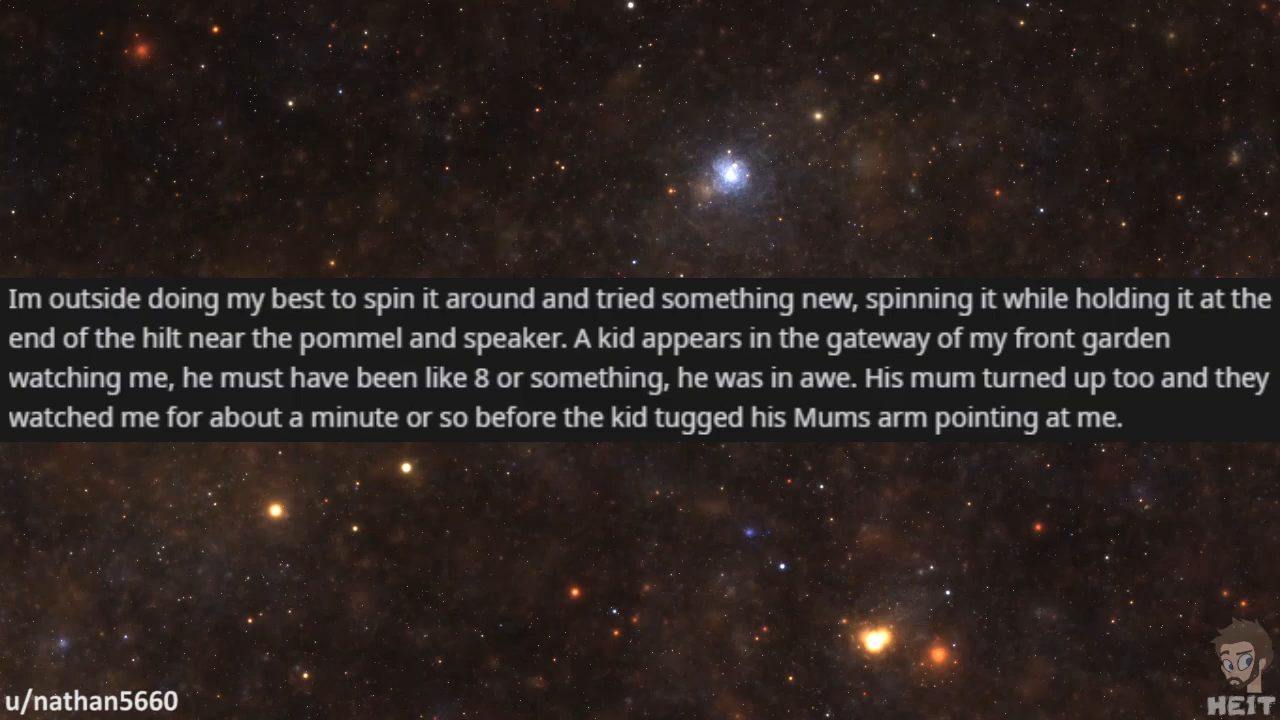 Im outside doing my best to spin it around and tried something new, spinning it while holding it at the
end of the hilt near the pommel and speaker. A kid appears in the gateway of my front garden
watching me, he must have been like 8 or something, he was in awe. His mum turned up too and they
watched me for about a minute or so before the kid tugged his Mums arm pointing at me.
u/nathan5660
HEIT